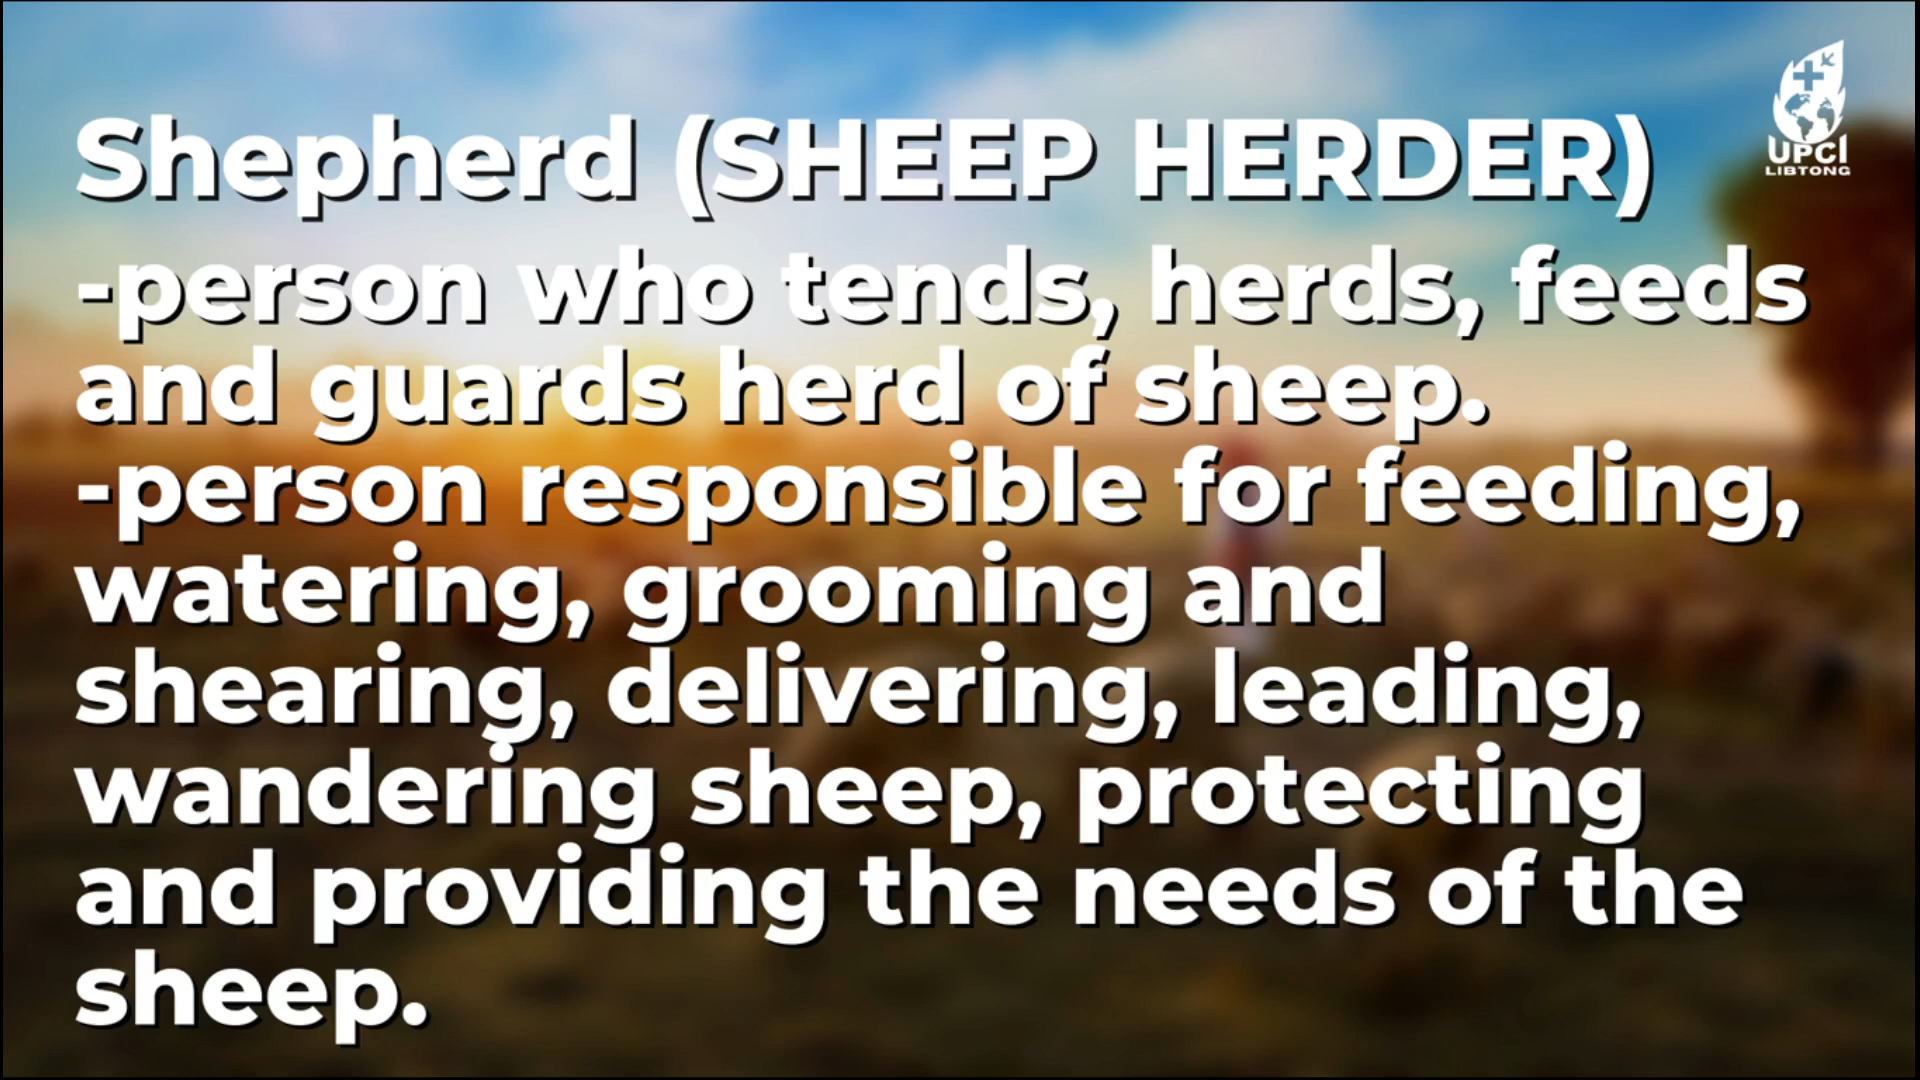 UPCI
LIBTONG
Shepherd (SHEEP HERDER)
-person who tends, herds, feeds
and guards herd of sheep.
-person responsible for feeding,
watering, grooming and
shearing, delivering, leading,
wandering sheep, protecting
and providing the needs of the
sheep.